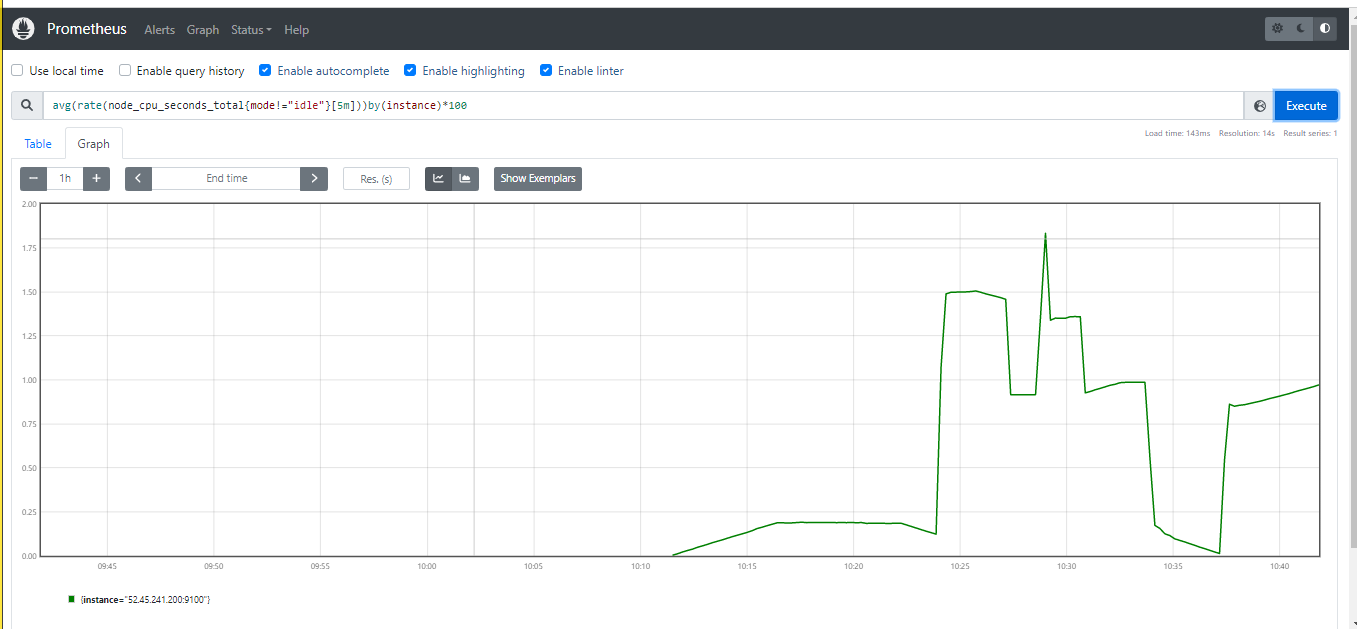 Prometheus Alerts Graph Status Help
Use local time Enable query history Enable autocomplete Enable highlighting Enable linter
avg(rate(node_cpu_seconds_total{mode!="idle"}[5m]))by(instance)*100 Execute
Load time: 143ms Resolution: 14s Result series: 1
Table Graph
− 1h + < End time > Res. (s) Show Exemplars
2.00
1.75
1.50
1.25
1.00
0.75
0.50
0.25
0.00
09:45 09:50 09:55 10:00 10:05 10:10 10:15 10:20 10:25 10:30 10:35 10:40
{instance="52.45.241.200:9100"}